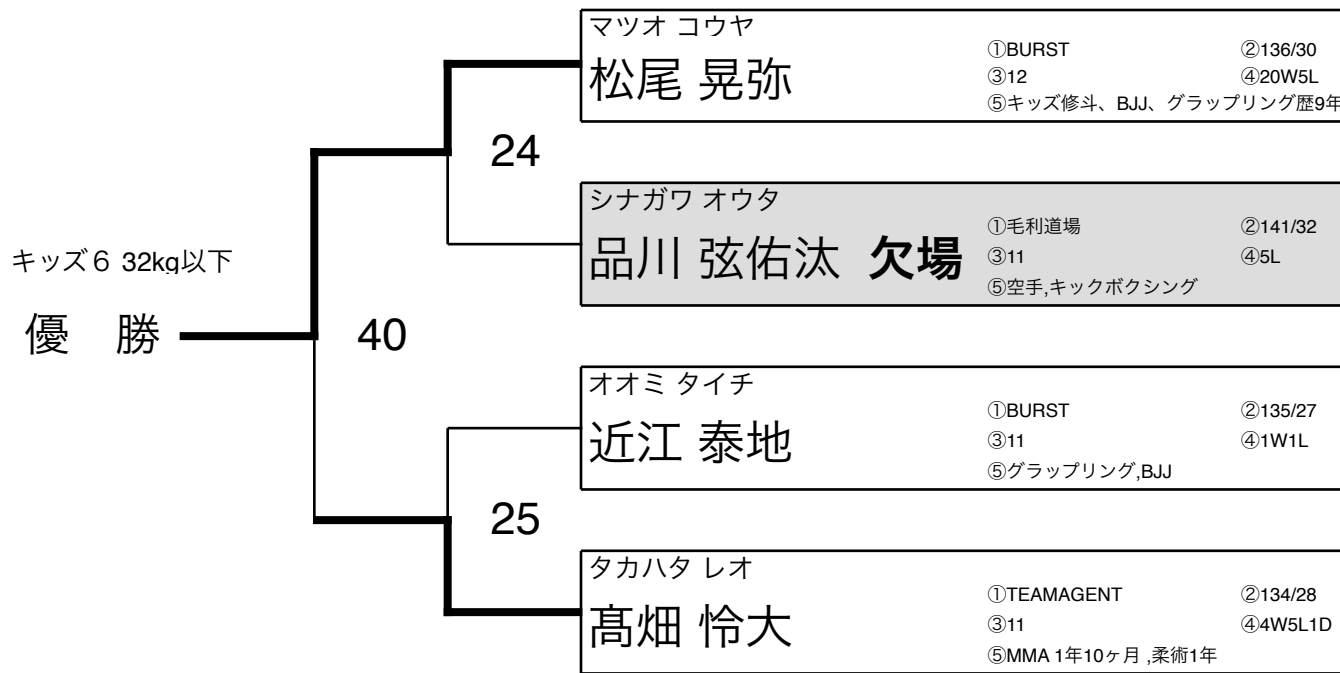 マツオ コウヤ
松尾 晃弥
①BURST ②136/30
③12 ④20W5L
⑤キッズ修斗、BJJ、グラップリング歴9年
24
シナガワ オウタ
品川 弦佑汰 欠場
①毛利道場 ②141/32
③11 ④5L
⑤空手,キックボクシング
キッズ６ 32kg以下
優　勝
40
オオミ タイチ
近江 泰地
①BURST ②135/27
③11 ④1W1L
⑤グラップリング,BJJ
25
タカハタ レオ
髙畑 怜大
①TEAMAGENT ②134/28
③11 ④4W5L1D
⑤MMA 1年10ヶ月 ,柔術1年